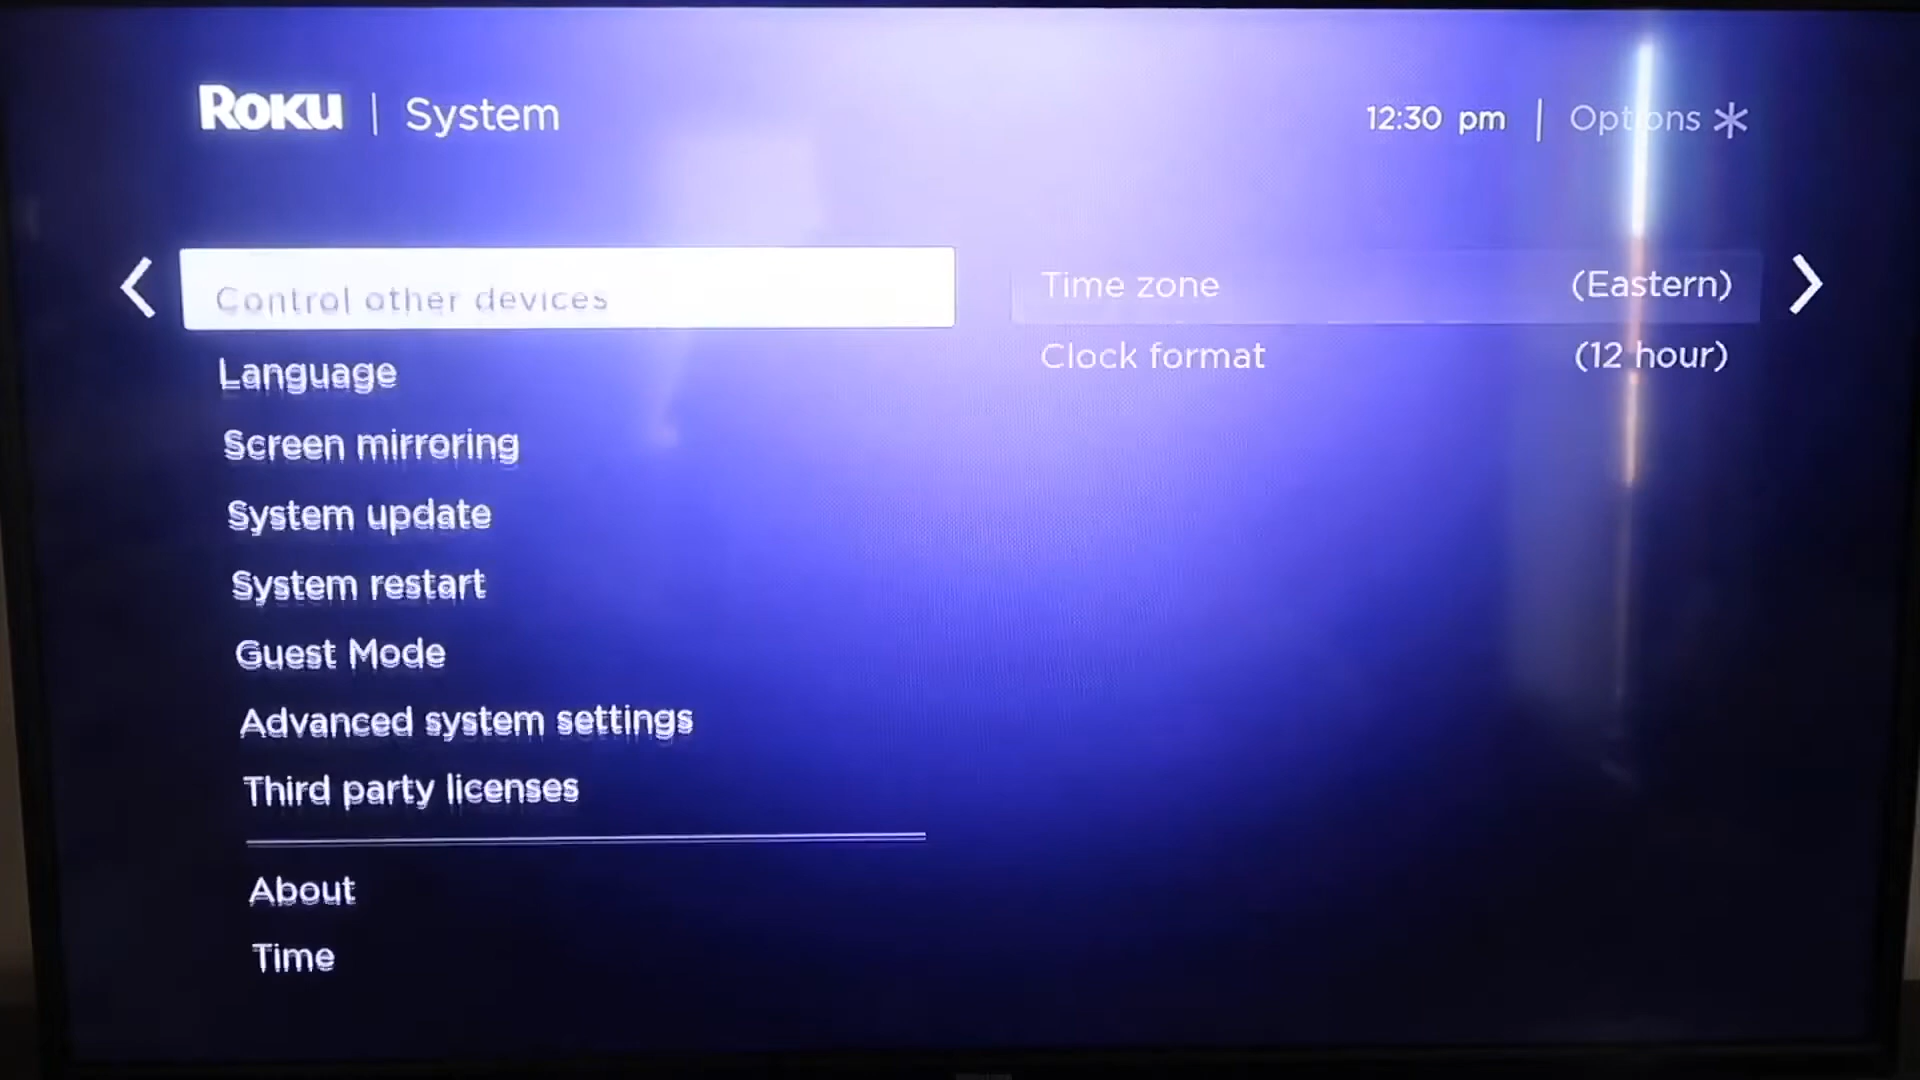 Roku | System
12:30 pm | Options *
Control other devices
Language
Screen mirroring
System update
System restart
Guest Mode
Advanced system settings
Third party licenses
About
Time
Time zone (Eastern)
Clock format (12 hour)